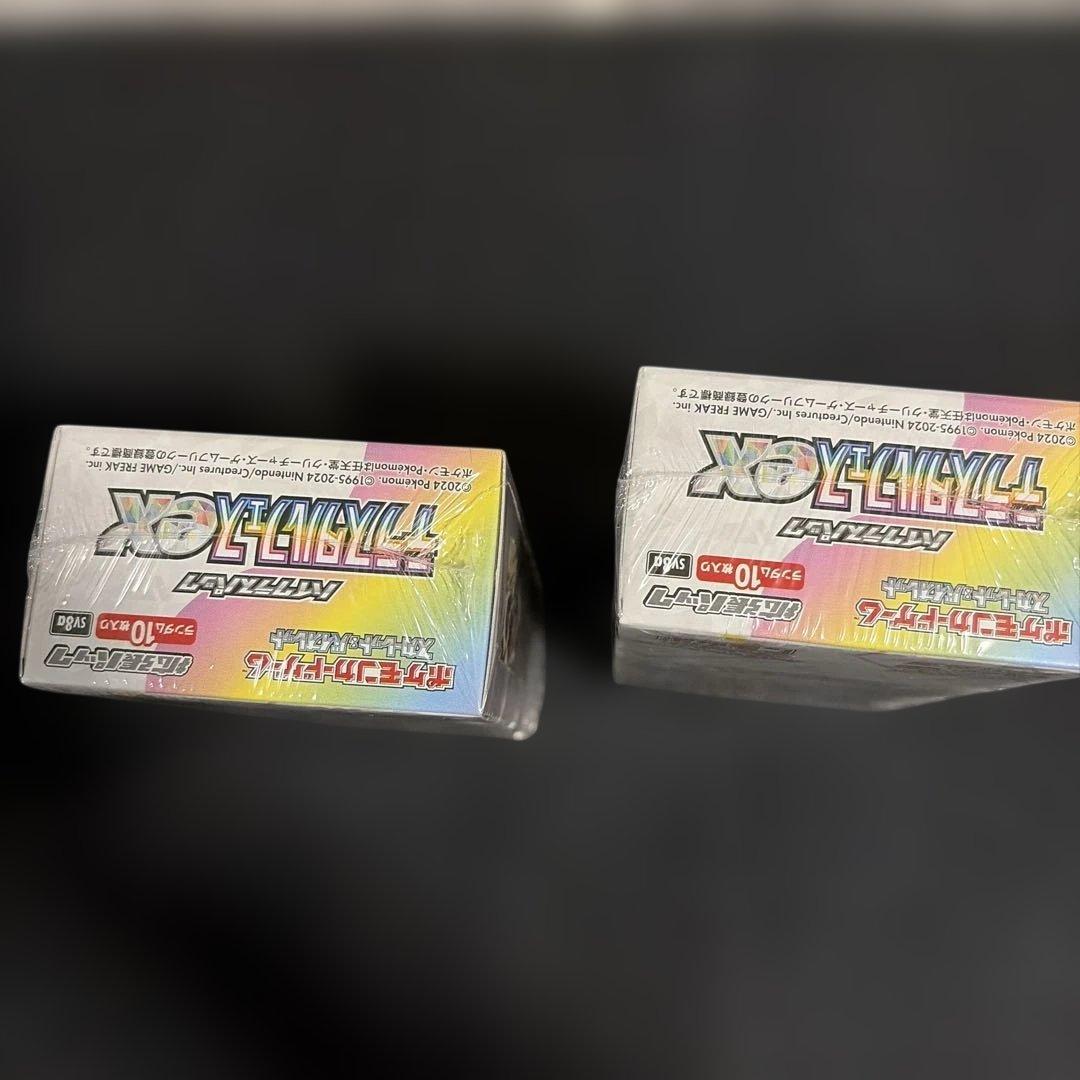 ポケモンカードゲーム
スカーレット&バイオレット
拡張パック
ランダム10枚入り
sv8a
ハイクラスパック
テラスタルフェスex
©2024 Pokémon. ©1995-2024 Nintendo/Creatures Inc./GAME FREAK inc.
ポケモン・Pokémonは任天堂・クリーチャーズ・ゲームフリークの登録商標です。
ポケモンカードゲーム
スカーレット&バイオレット
拡張パック
ランダム10枚入り
sv8a
ハイクラスパック
テラスタルフェスex
©2024 Pokémon. ©1995-2024 Nintendo/Creatures Inc./GAME FREAK inc.
ポケモン・Pokémonは任天堂・クリーチャーズ・ゲームフリークの登録商標です。